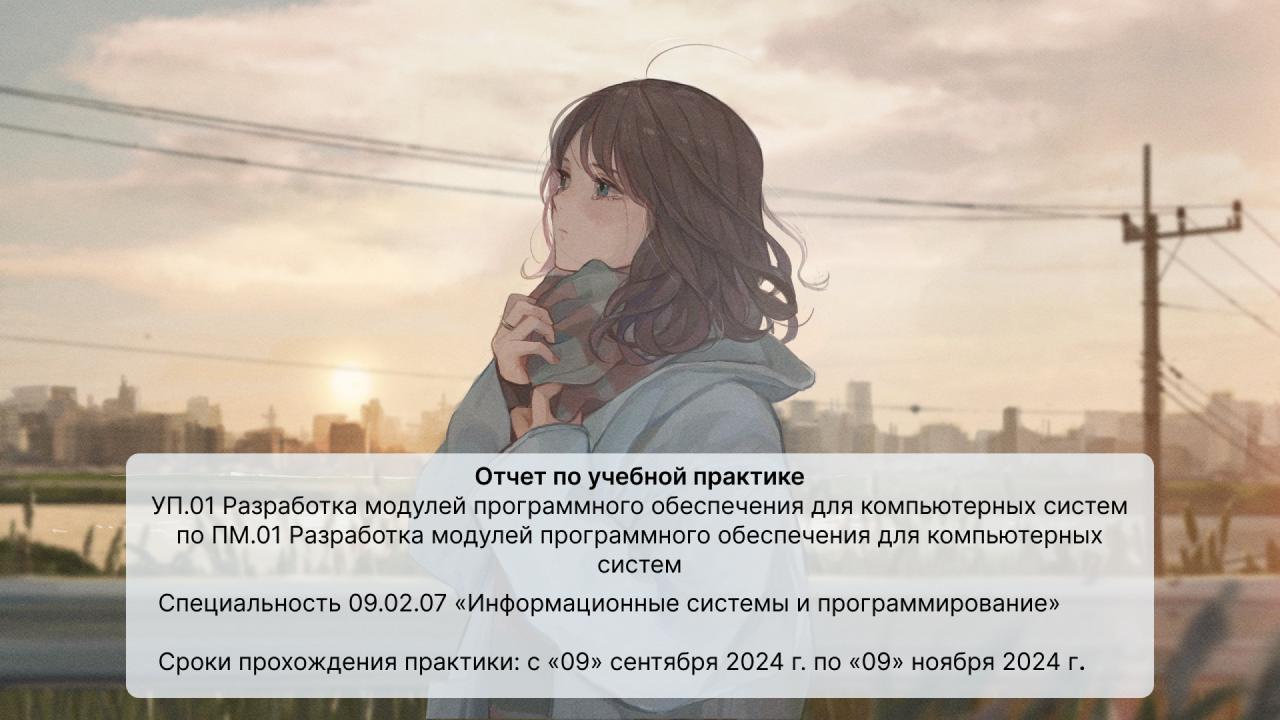 Отчет по учебной практике
УП.01 Разработка модулей программного обеспечения для компьютерных систем
по ПМ.01 Разработка модулей программного обеспечения для компьютерных
систем
Специальность 09.02.07 «Информационные системы и программирование»
Сроки прохождения практики: с «09» сентября 2024 г. по «09» ноября 2024 г.